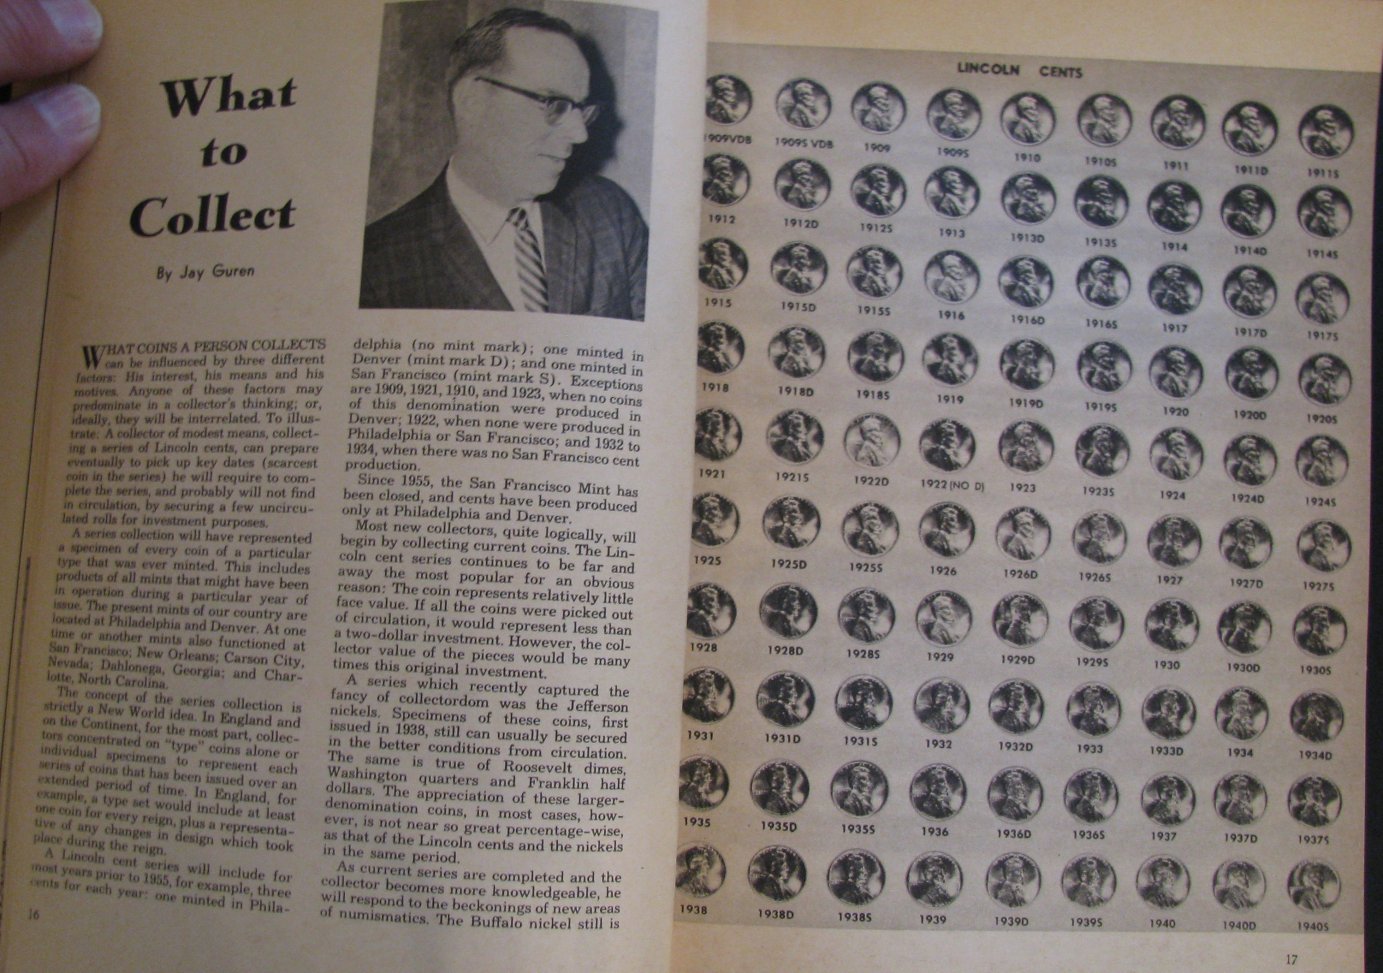 What
to
Collect
By Jay Guren
WHAT COINS A PERSON COLLECTS
can be influenced by three different
factors: His interest, his means and his
motives. Anyone of these factors may
predominate in a collector's thinking; or,
ideally, they will be interrelated. To illus-
trate. A collector of modest means, collect-
ing a series of Lincoln cents, can prepare
eventually to pick up key dates (scarcest
coin in the series) he will require to com-
plete the series, and probably will not find
in circulation, by securing a few uncircu-
lated rolls for investment purposes.
A series collection will have represented
a specimen of every coin of a particular
type that was ever minted. This includes
products of all mints that might have been
in operation during a particular year of
issue. The present mints of our country are
located at Philadelphia and Denver. At one
time or another mints also functioned at
San Francisco; New Orleans; Carson City,
Nevada; Dahlonega, Georgia; and Char-
lotte, North Carolina.
The concept of the series collection is
strictly a New World idea. In England and
on the Continent, for the most part, collec-
tors concentrated on "type" coins alone or
individual specimens to represent each
series of coins that has been issued over an
extended period of time. In England, for
example, a type set would include at least
one coin for every reign, plus a representa-
tive of any changes in design which took
place during the reign.
A Lincoln cent series will include for
most years prior to 1955, for example, three
cents for each year: one minted in Phila-
16
delphia (no mint mark); one minted in
Denver (mint mark D); and one minted in
San Francisco (mint mark S). Exceptions
are 1909, 1921, 1910, and 1923, when no coins
of this denomination were produced in
Denver; 1922, when none were produced in
Philadelphia or San Francisco; and 1932 to
1934, when there was no San Francisco cent
production.
Since 1955, the San Francisco Mint has
been closed, and cents have been produced
only at Philadelphia and Denver.
Most new collectors, quite logically, will
begin by collecting current coins. The Lin-
coln cent series continues to be far and
away the most popular for an obvious
reason: The coin represents relatively little
face value. If all the coins were picked out
of circulation, it would represent less than
a two-dollar investment. However, the col-
lector value of the pieces would be many
times this original investment.
A series which recently captured the
fancy of collectordom was the Jefferson
nickels. Specimens of these coins, first
issued in 1938, still can usually be secured
in the better conditions from circulation.
The same is true of Roosevelt dimes,
Washington quarters and Franklin half
dollars. The appreciation of these larger-
denomination coins, in most cases, how-
ever, is not near so great percentage-wise,
as that of the Lincoln cents and the nickels
in the same period.
As current series are completed and the
collector becomes more knowledgeable, he
will respond to the beckonings of new areas
of numismatics. The Buffalo nickel still is
LINCOLN CENTS
1909VDB 1909S VDB 1909 1909S 1910 1910S 1911 1911D 1911S
1912 1912D 1912S 1913 1913D 1913S 1914 1914D 1914S
1915 1915D 1915S 1916 1916D 1916S 1917 1917D 1917S
1918 1918D 1918S 1919 1919D 1919S 1920 1920D 1920S
1921 1921S 1922D 1922 (NO D) 1923 1923S 1924 1924D 1924S
1925 1925D 1925S 1926 1926D 1926S 1927 1927D 1927S
1928 1928D 1928S 1929 1929D 1929S 1930 1930D 1930S
1931 1931D 1931S 1932 1932D 1933 1933D 1934 1934D
1935 1935D 1935S 1936 1936D 1936S 1937 1937D 1937S
1938 1938D 1938S 1939 1939D 1939S 1940 1940D 1940S
17